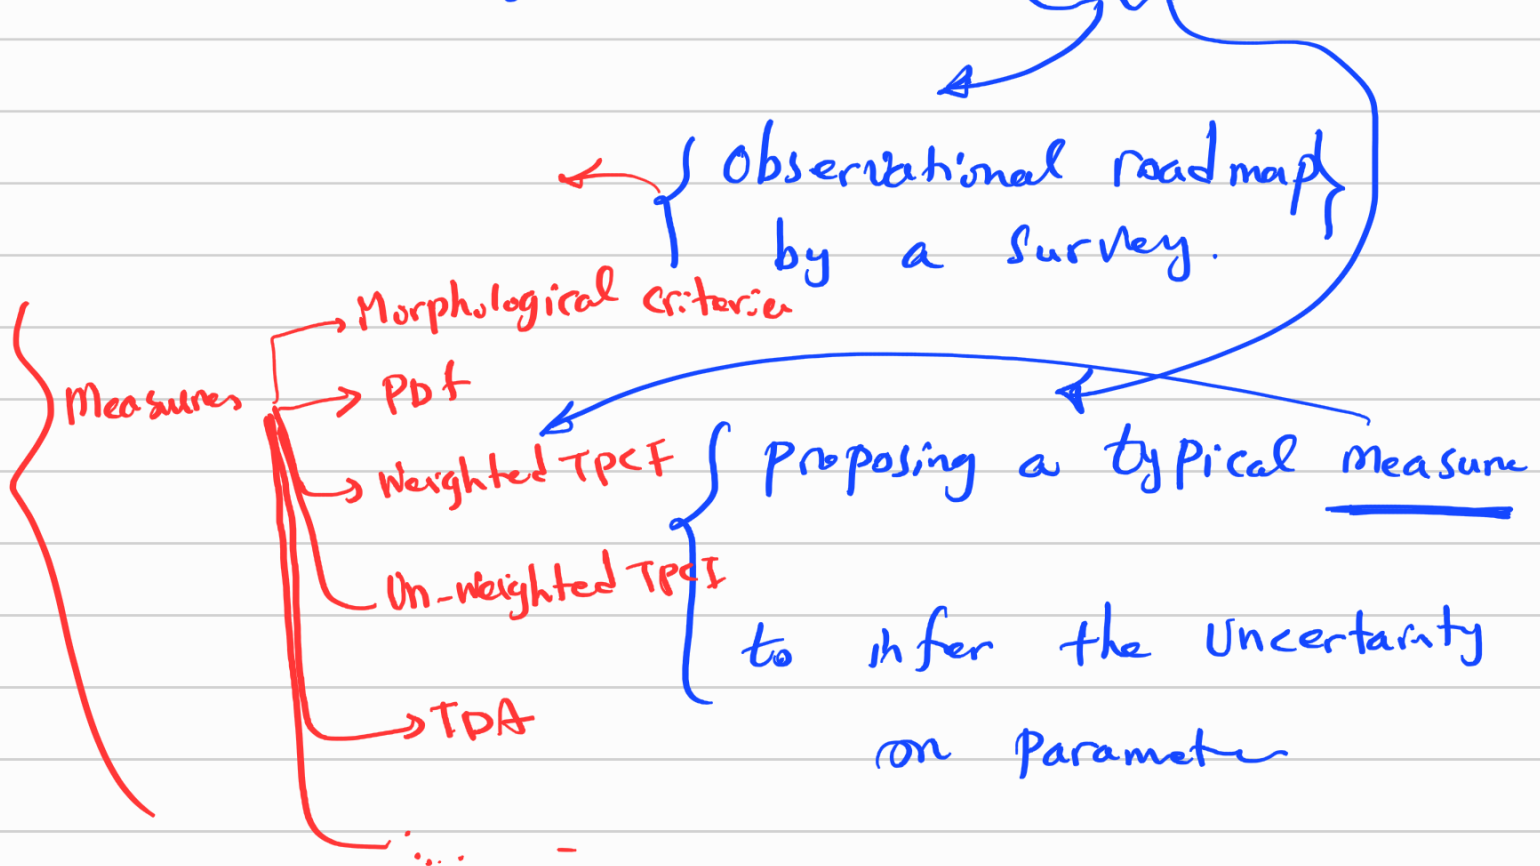 Observational roadmap
by a survey.
Morphological criteria
Measures
PDF
Weighted TPCF
Proposing a typical measure
Un-weighted TPCF
to infer the Uncertainty
TDA
on Paramete